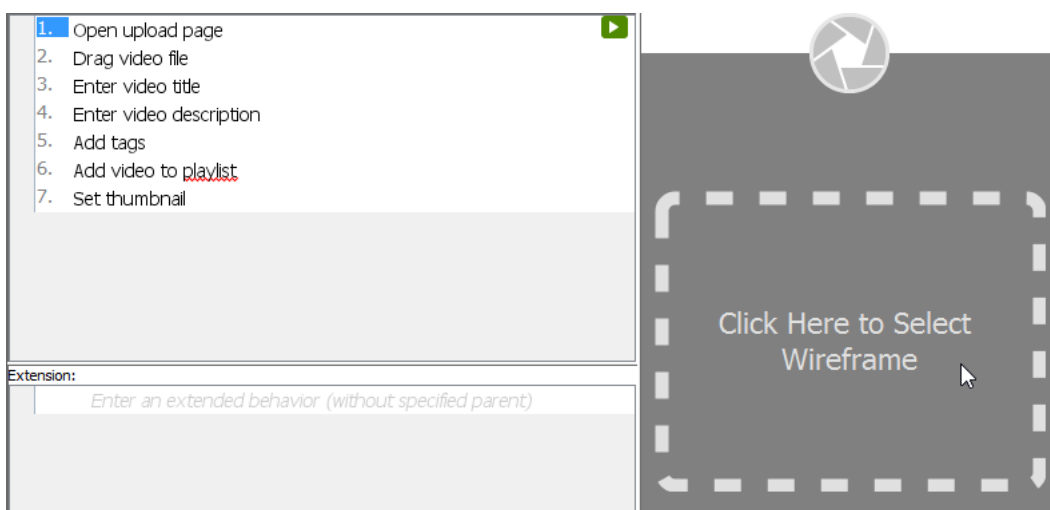 1. Open upload page
2. Drag video file
3. Enter video title
4. Enter video description
5. Add tags
6. Add video to playlist
7. Set thumbnail
Extension:
Enter an extended behavior (without specified parent)
Click Here to Select
Wireframe